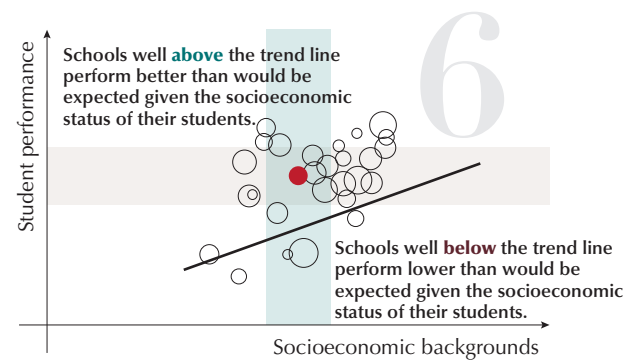 6
Schools well above the trend line
perform better than would be
expected given the socioeconomic
status of their students.
Student performance
Schools well below the trend line
perform lower than would be
expected given the socioeconomic
status of their students.
Socioeconomic backgrounds